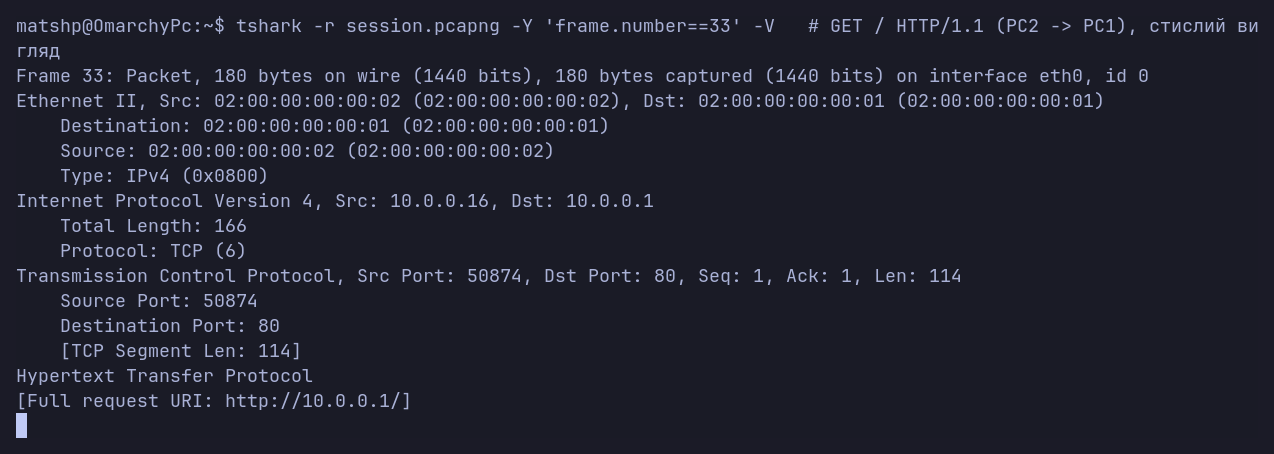 matshp@OmarchyPc:~$ tshark -r session.pcapng -Y 'frame.number==33' -V   # GET / HTTP/1.1 (PC2 -> PC1), стислий ви
гляд
Frame 33: Packet, 180 bytes on wire (1440 bits), 180 bytes captured (1440 bits) on interface eth0, id 0
Ethernet II, Src: 02:00:00:00:00:02 (02:00:00:00:00:02), Dst: 02:00:00:00:00:01 (02:00:00:00:00:01)
    Destination: 02:00:00:00:00:01 (02:00:00:00:00:01)
    Source: 02:00:00:00:00:02 (02:00:00:00:00:02)
    Type: IPv4 (0x0800)
Internet Protocol Version 4, Src: 10.0.0.16, Dst: 10.0.0.1
    Total Length: 166
    Protocol: TCP (6)
Transmission Control Protocol, Src Port: 50874, Dst Port: 80, Seq: 1, Ack: 1, Len: 114
    Source Port: 50874
    Destination Port: 80
    [TCP Segment Len: 114]
Hypertext Transfer Protocol
[Full request URI: http://10.0.0.1/]